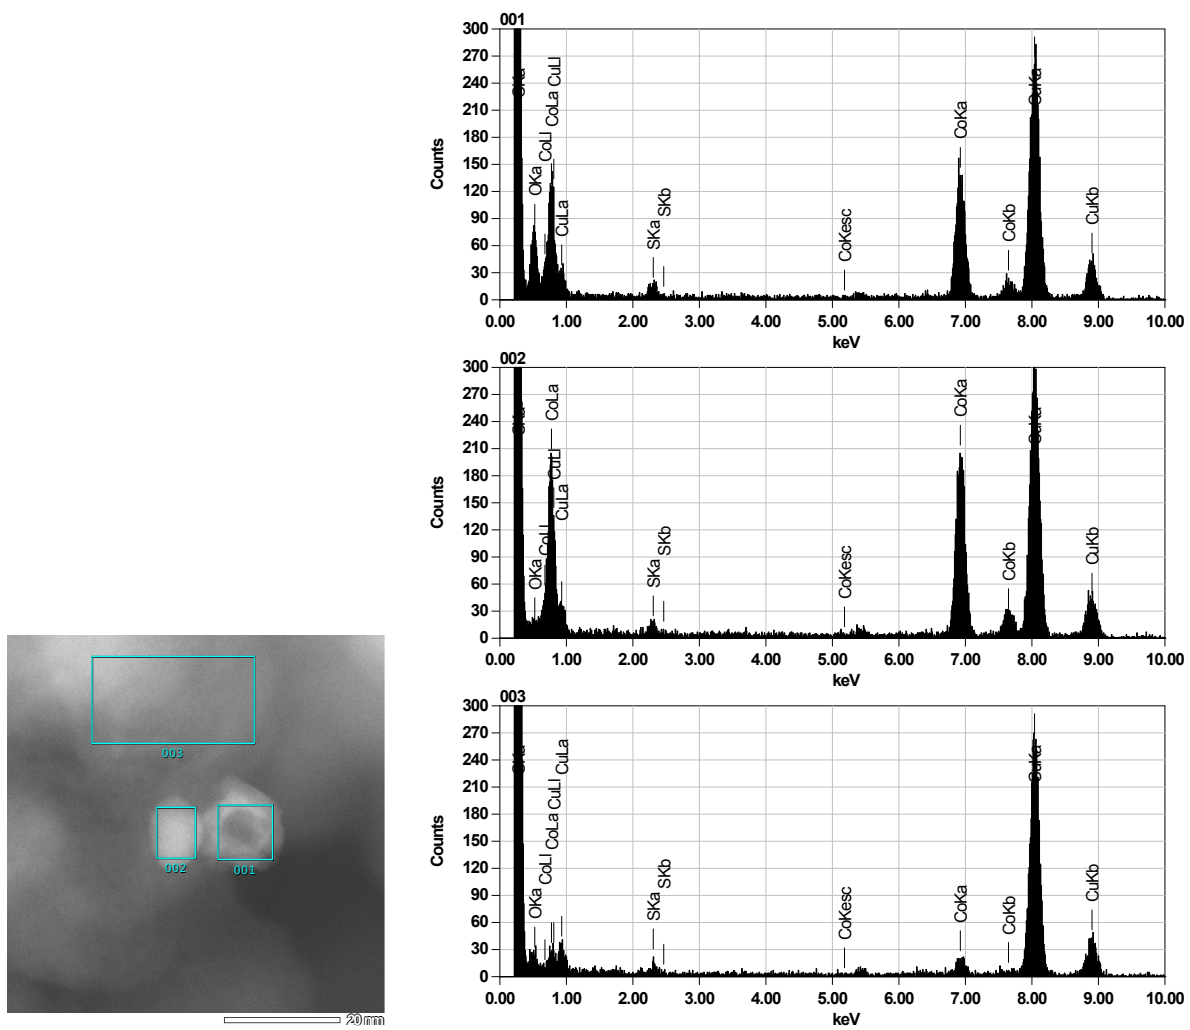 001
300
270
240
210
180
150
120
90
60
30
0
Counts
SKa
OKa
CoLl
CoLa
CuLl
CuLa
SKa
SKb
CoKesc
CoKa
CoKb
CuKa
CuKb
0.00 1.00 2.00 3.00 4.00 5.00 6.00 7.00 8.00 9.00 10.00
keV
002
300
270
240
210
180
150
120
90
60
30
0
Counts
SKa
OKa
CoLl
CoLa
CuLl
CuLa
SKa
SKb
CoKesc
CoKa
CoKb
CuKa
CuKb
0.00 1.00 2.00 3.00 4.00 5.00 6.00 7.00 8.00 9.00 10.00
keV
003
300
270
240
210
180
150
120
90
60
30
0
Counts
SKa
OKa
CoLl
CoLa
CuLl
CuLa
SKa
SKb
CoKesc
CoKa
CoKb
CuKa
CuKb
0.00 1.00 2.00 3.00 4.00 5.00 6.00 7.00 8.00 9.00 10.00
keV
003
002
001
20 nm